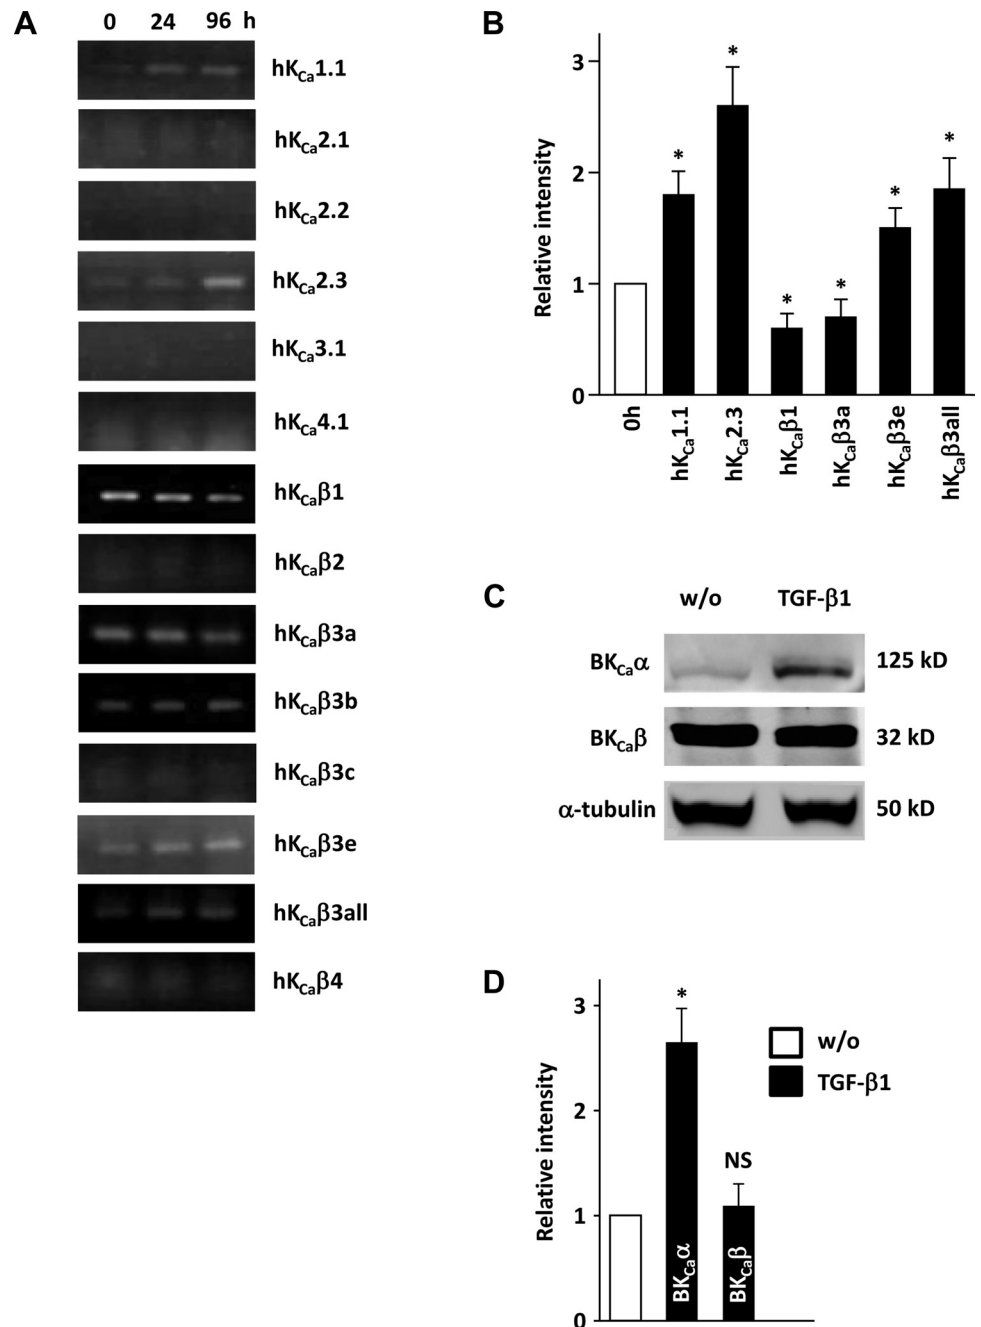 A
0 24 96 h
hKCa1.1
hKCa2.1
hKCa2.2
hKCa2.3
hKCa3.1
hKCa4.1
hKCaβ1
hKCaβ2
hKCaβ3a
hKCaβ3b
hKCaβ3c
hKCaβ3e
hKCaβ3all
hKCaβ4
B
Relative intensity
3
2
1
0
* * * * * *
0h
hKCa1.1
hKCa2.3
hKCaβ1
hKCaβ3a
hKCaβ3e
hKCaβ3all
C
w/o TGF-β1
BKCaα 125 kD
BKCaβ 32 kD
α-tubulin 50 kD
D
Relative intensity
3
2
1
0
*
NS
BKCaα
BKCaβ
w/o
TGF-β1